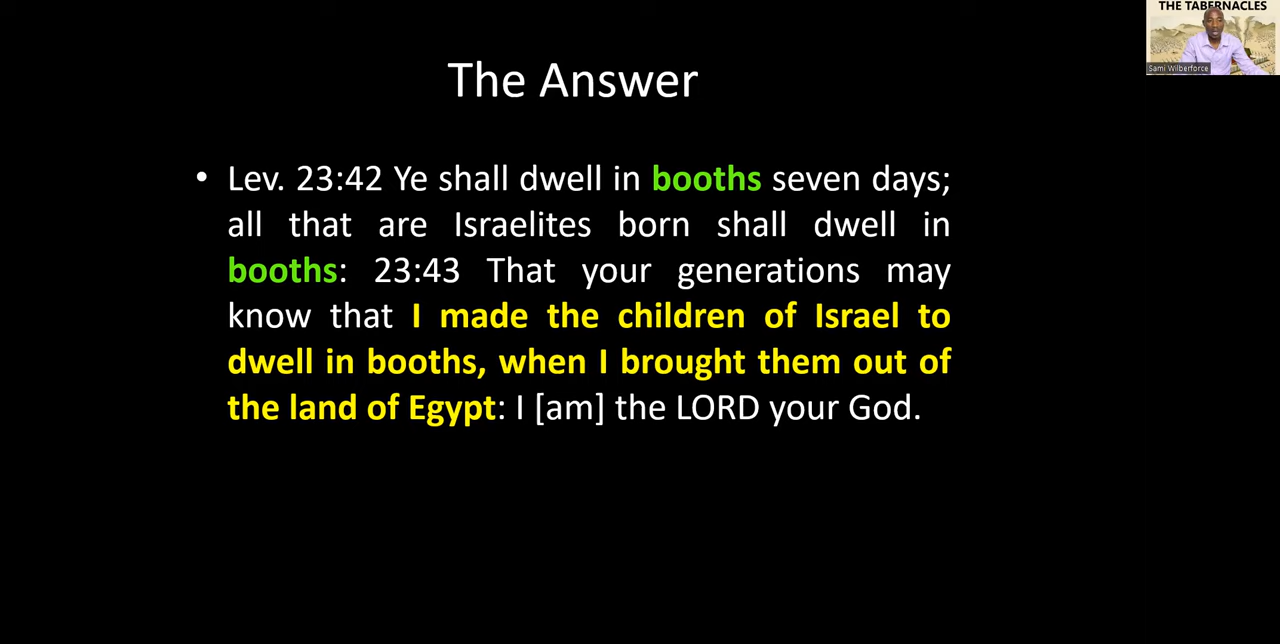 THE TABERNACLES
Sami Wilberforce
The Answer
• Lev. 23:42 Ye shall dwell in booths seven days;
all that are Israelites born shall dwell in
booths: 23:43 That your generations may
know that I made the children of Israel to
dwell in booths, when I brought them out of
the land of Egypt: I [am] the LORD your God.